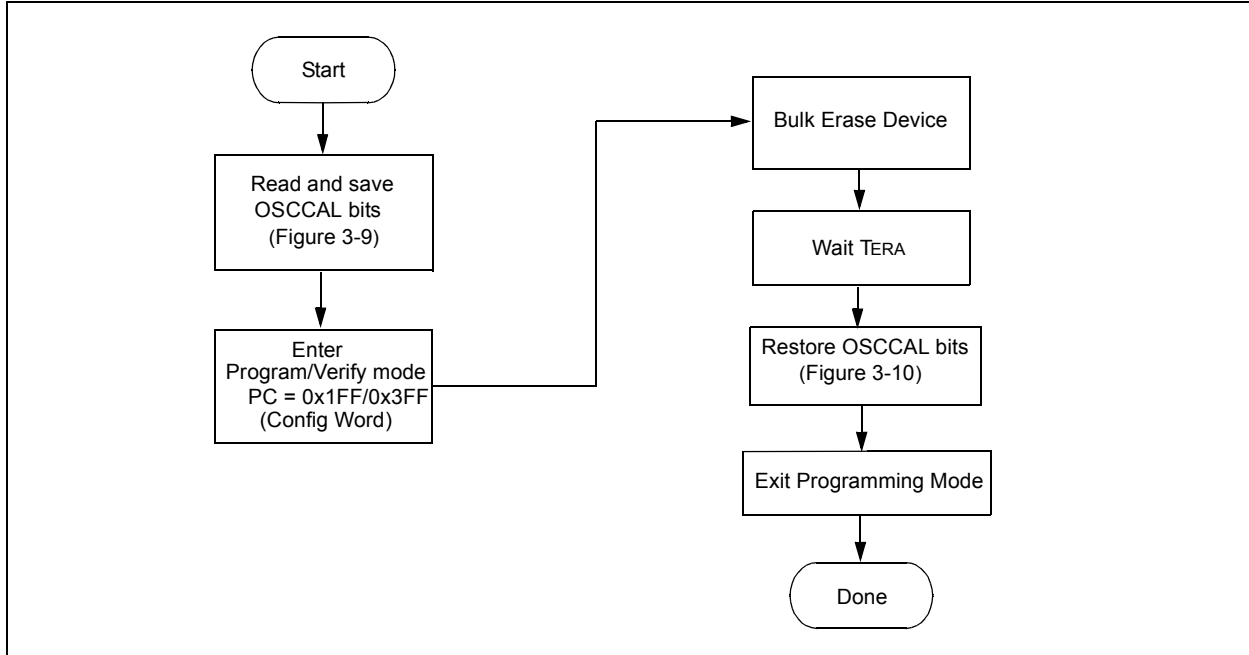 Start
Read and save
OSCCAL bits
(Figure 3-9)
Enter
Program/Verify mode
PC = 0x1FF/0x3FF
(Config Word)
Bulk Erase Device
Wait TERA
Restore OSCCAL bits
(Figure 3-10)
Exit Programming Mode
Done